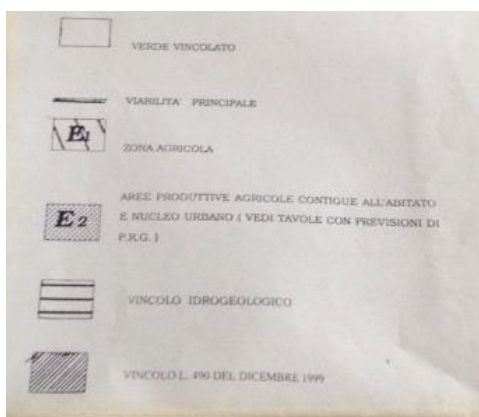 VERDE VINCOLATO
VIABILITA' PRINCIPALE
E1
ZONA AGRICOLA
AREE PRODUTTIVE AGRICOLE CONTIGUE ALL'ABITATO
E2
E NUCLEO URBANO ( VEDI TAVOLE CON PREVISIONI DI
P.R.G. )
VINCOLO IDROGEOLOGICO
VINCOLO L. 490 DEL DICEMBRE 1999